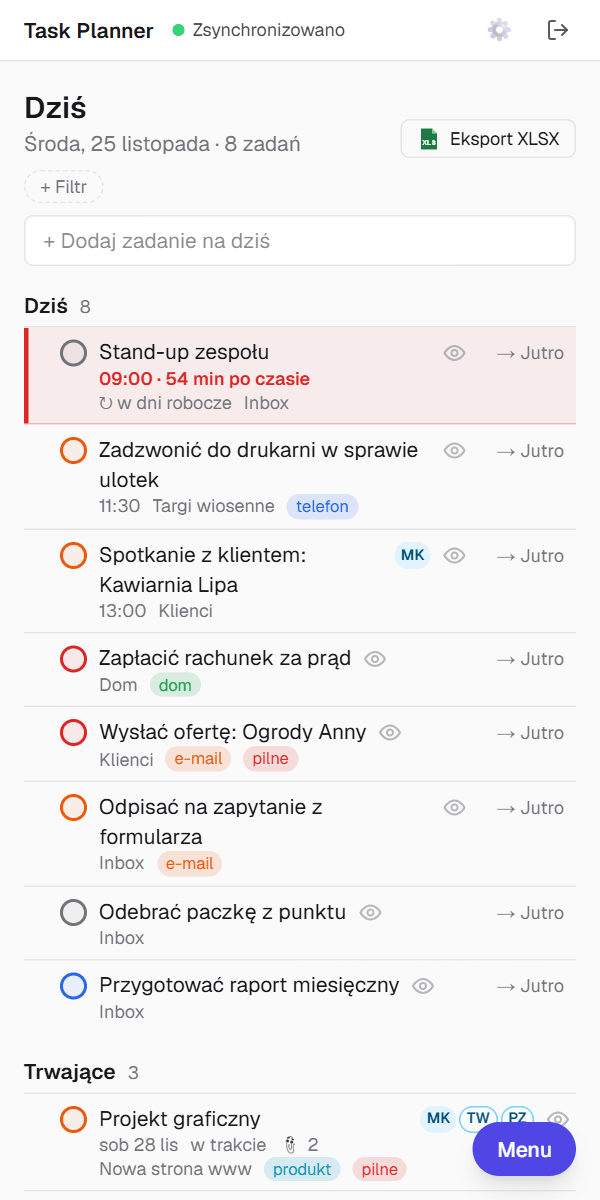 Task Planner Zsynchronizowano
Dziś
Środa, 25 listopada · 8 zadań
Eksport XLSX
+ Filtr
+ Dodaj zadanie na dziś
Dziś 8
Stand-up zespołu → Jutro
09:00 · 54 min po czasie
↻ w dni robocze Inbox
Zadzwonić do drukarni w sprawie → Jutro
ulotek
11:30 Targi wiosenne telefon
Spotkanie z klientem: MK → Jutro
Kawiarnia Lipa
13:00 Klienci
Zapłacić rachunek za prąd → Jutro
Dom dom
Wysłać ofertę: Ogrody Anny → Jutro
Klienci e-mail pilne
Odpisać na zapytanie z → Jutro
formularza
Inbox e-mail
Odebrać paczkę z punktu → Jutro
Inbox
Przygotować raport miesięczny → Jutro
Inbox
Trwające 3
Projekt graficzny MK TW PZ
sob 28 lis w trakcie 2
Nowa strona www produkt pilne
Menu